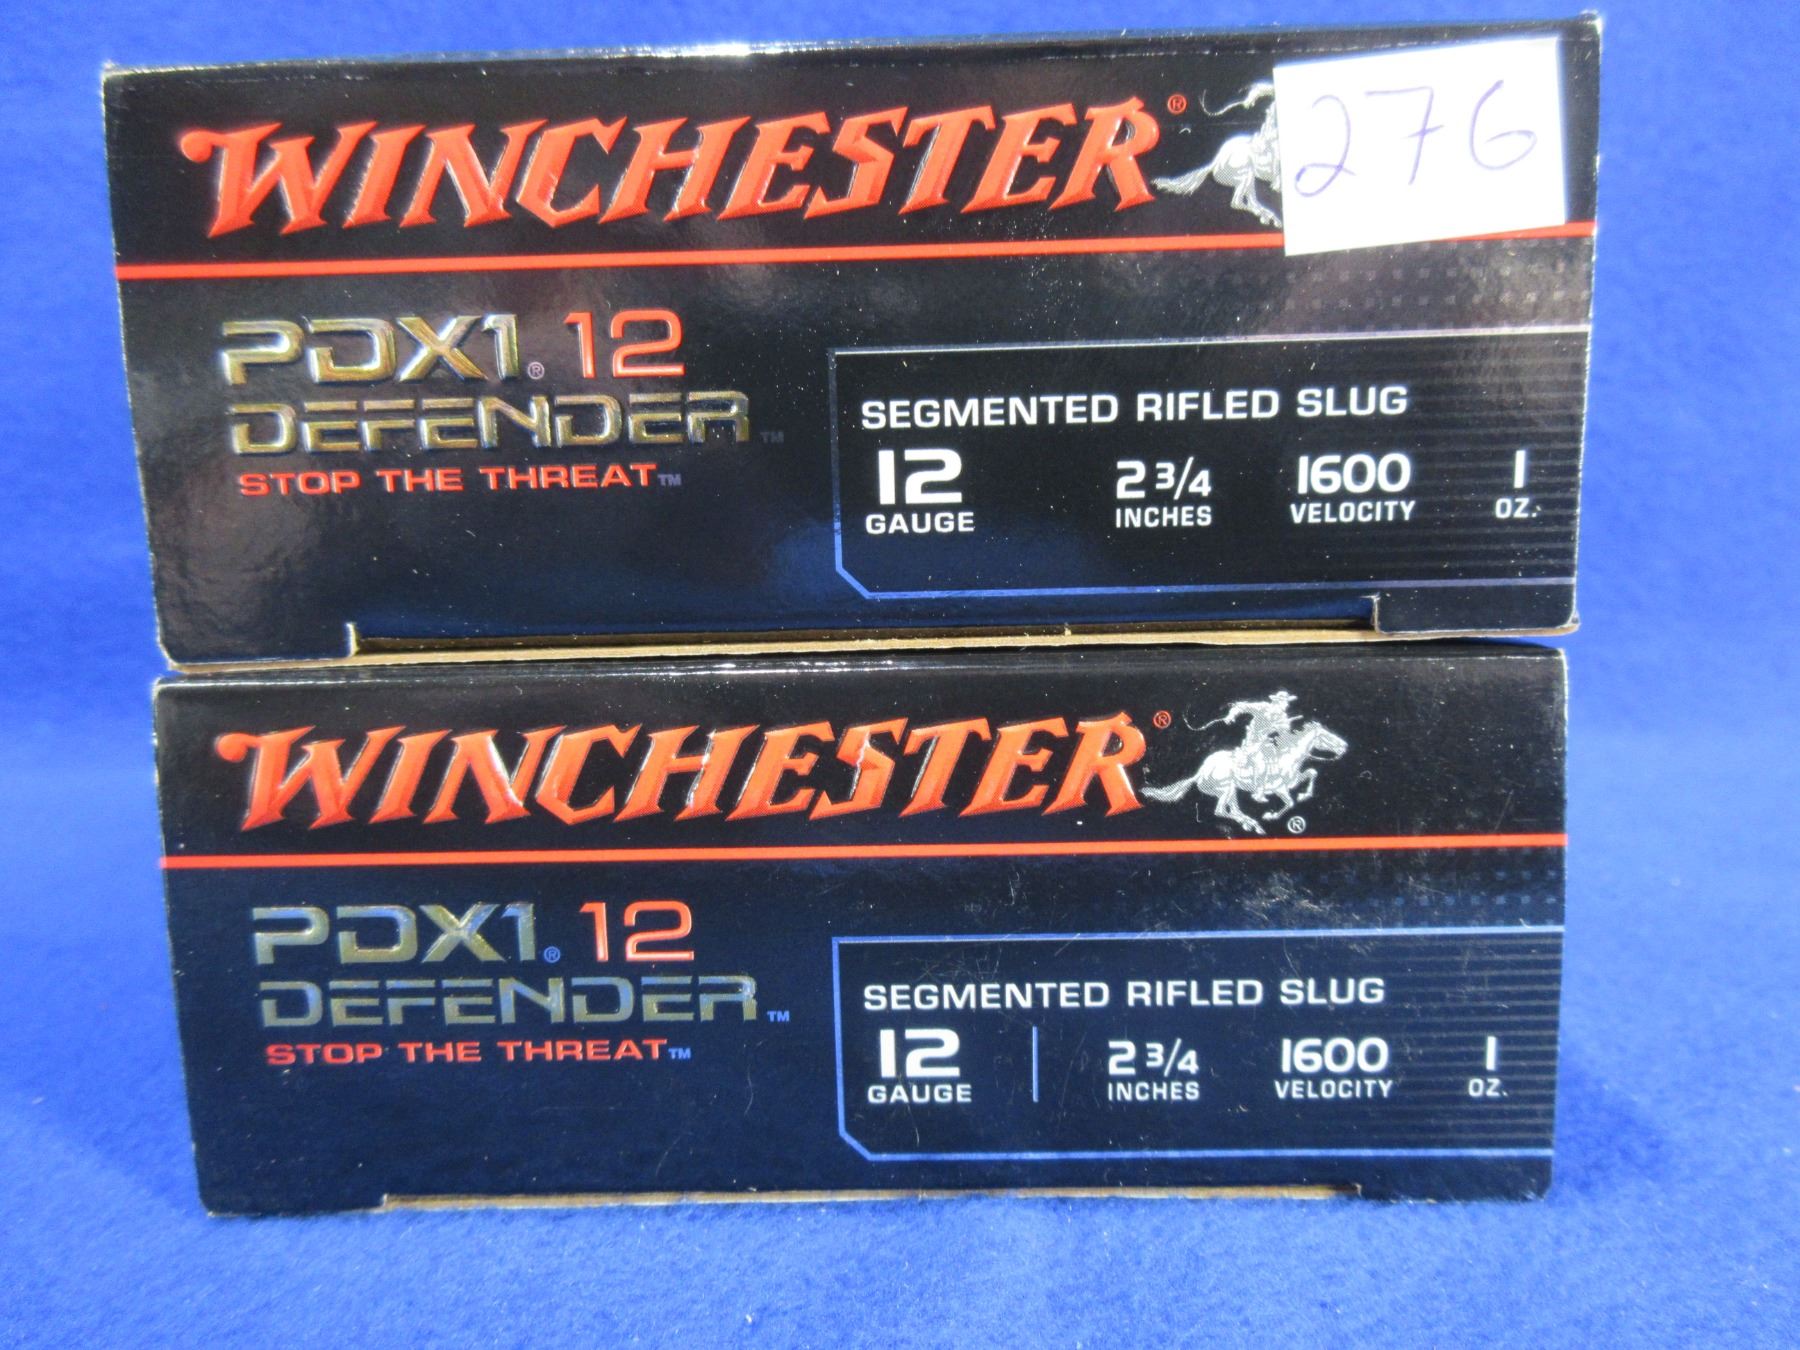 WINCHESTER®
276
PDX1® 12
DEFENDER™
STOP THE THREAT™
SEGMENTED RIFLED SLUG
12 2 3/4 1600 1
GAUGE INCHES VELOCITY OZ.
WINCHESTER®
®
PDX1® 12
DEFENDER™
STOP THE THREAT™
SEGMENTED RIFLED SLUG
12 2 3/4 1600 1
GAUGE INCHES VELOCITY OZ.